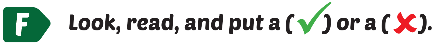 F Look, read, and put a (✓) or a (✗).